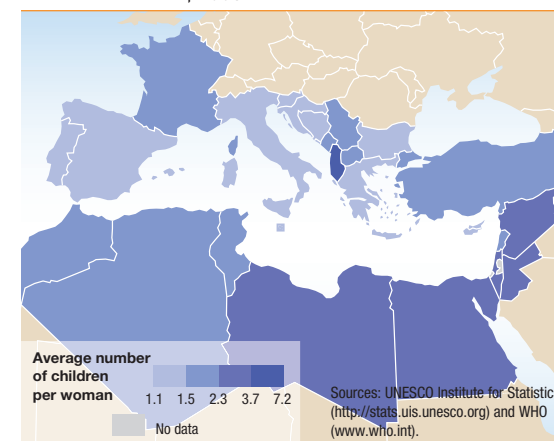 Average number
of children
per woman
1.1 1.5 2.3 3.7 7.2
No data
Sources: UNESCO Institute for Statistic
(http://stats.uis.unesco.org) and WHO
(www.who.int).